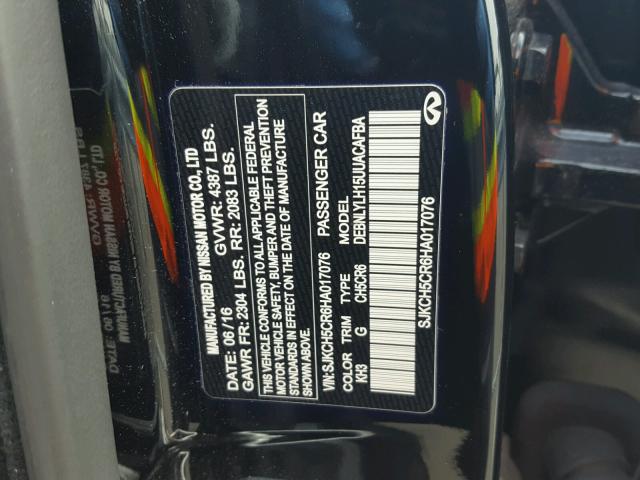 MANUFACTURED BY NISSAN MOTOR CO., LTD
DATE: 06/16 GVWR: 4387 LBS.
GAWR FR: 2304 LBS. RR: 2083 LBS.
THIS VEHICLE CONFORMS TO ALL APPLICABLE FEDERAL
MOTOR VEHICLE SAFETY, BUMPER AND THEFT PREVENTION
STANDARDS IN EFFECT ON THE DATE OF MANUFACTURE
SHOWN ABOVE.
VIN: SJKCH5CR6HA017076 PASSENGER CAR
COLOR TRIM TYPE MODEL
KH3 G CH5CR6 DEBNLYLH15UUACAFBA
SJKCH5CR6HA017076